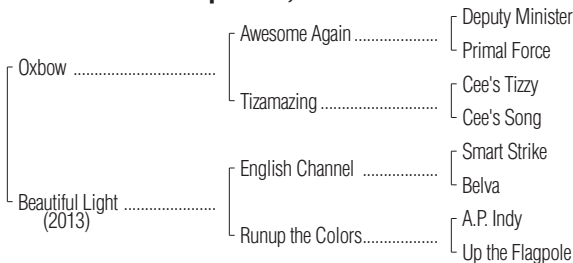 Deputy Minister
Awesome Again ....................
Primal Force
Oxbow ..................................
Cee's Tizzy
Tizamazing ............................
Cee's Song
Smart Strike
English Channel ..................
Belva
Beautiful Light ......................
(2013)
A.P. Indy
Runup the Colors..................
Up the Flagpole